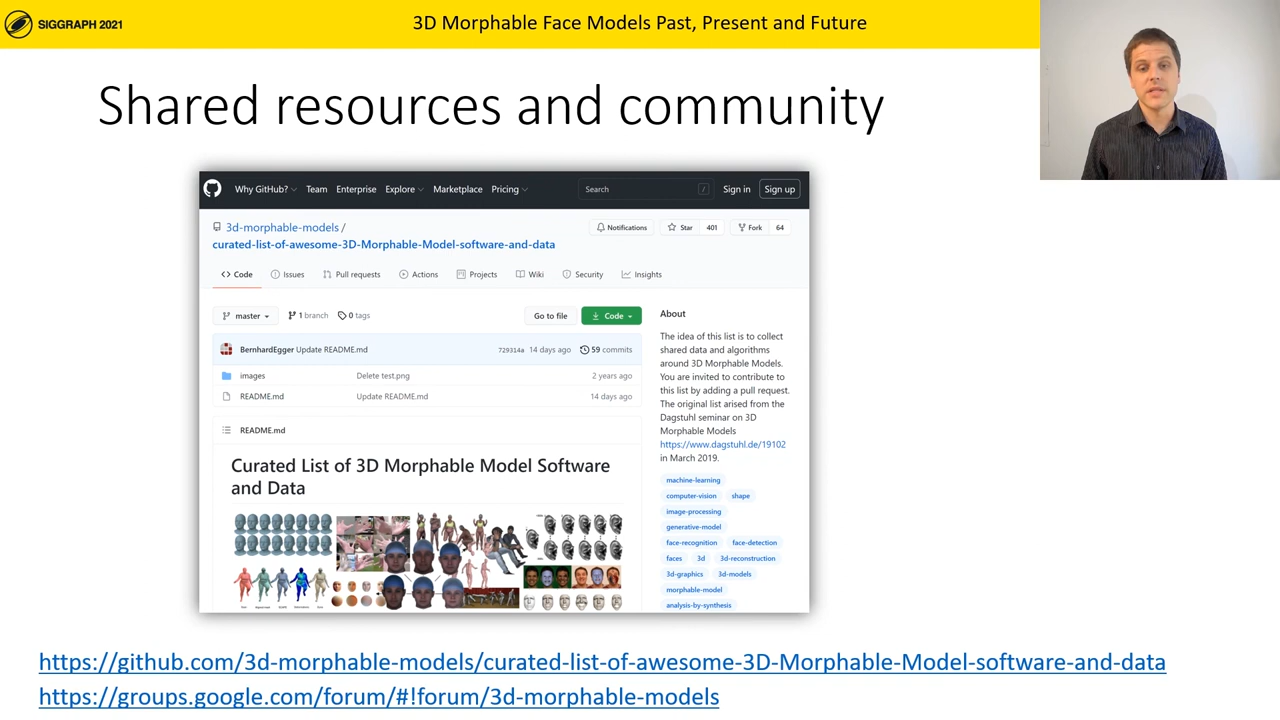 SIGGRAPH 2021
3D Morphable Face Models Past, Present and Future
Shared resources and community
Why GitHub? Team Enterprise Explore Marketplace Pricing Search / Sign in Sign up
3d-morphable-models /
curated-list-of-awesome-3D-Morphable-Model-software-and-data
Notifications Star 401 Fork 64
Code Issues Pull requests Actions Projects Wiki Security Insights
master 1 branch 0 tags Go to file Code
BernhardEgger Update README.md 729314a 14 days ago 59 commits
images Delete test.png 2 years ago
README.md Update README.md 14 days ago
README.md
Curated List of 3D Morphable Model Software
and Data
About
The idea of this list is to collect
shared data and algorithms
around 3D Morphable Models.
You are invited to contribute to
this list by adding a pull request.
The original list arised from the
Dagstuhl seminar on 3D
Morphable Models
https://www.dagstuhl.de/19102
in March 2019.
machine-learning
computer-vision shape
image-processing
generative-model
face-recognition face-detection
faces 3d 3d-reconstruction
3d-graphics 3d-models
morphable-model
analysis-by-synthesis
https://github.com/3d-morphable-models/curated-list-of-awesome-3D-Morphable-Model-software-and-data
https://groups.google.com/forum/#!forum/3d-morphable-models